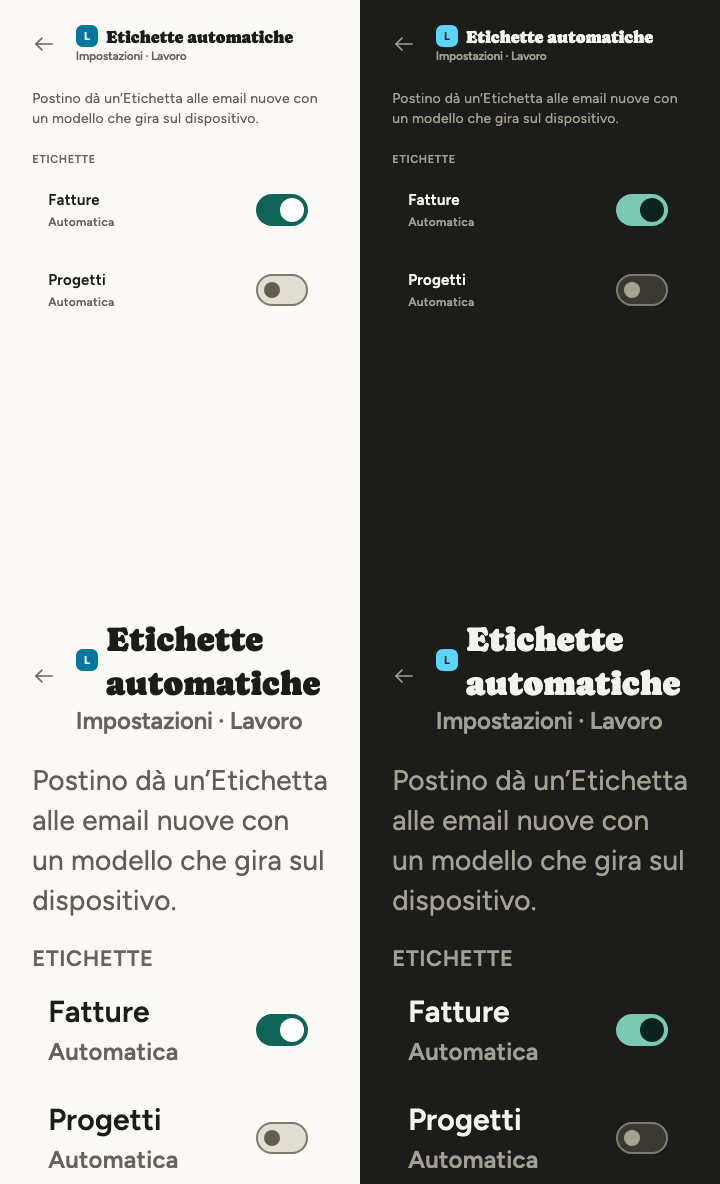 L Etichette automatiche
Impostazioni · Lavoro
Postino dà un’Etichetta alle email nuove con
un modello che gira sul dispositivo.
ETICHETTE
Fatture
Automatica
Progetti
Automatica
L Etichette automatiche
Impostazioni · Lavoro
Postino dà un’Etichetta alle email nuove con
un modello che gira sul dispositivo.
ETICHETTE
Fatture
Automatica
Progetti
Automatica
L Etichette
automatiche
Impostazioni · Lavoro
Postino dà un’Etichetta
alle email nuove con
un modello che gira sul
dispositivo.
ETICHETTE
Fatture
Automatica
Progetti
Automatica
L Etichette
automatiche
Impostazioni · Lavoro
Postino dà un’Etichetta
alle email nuove con
un modello che gira sul
dispositivo.
ETICHETTE
Fatture
Automatica
Progetti
Automatica